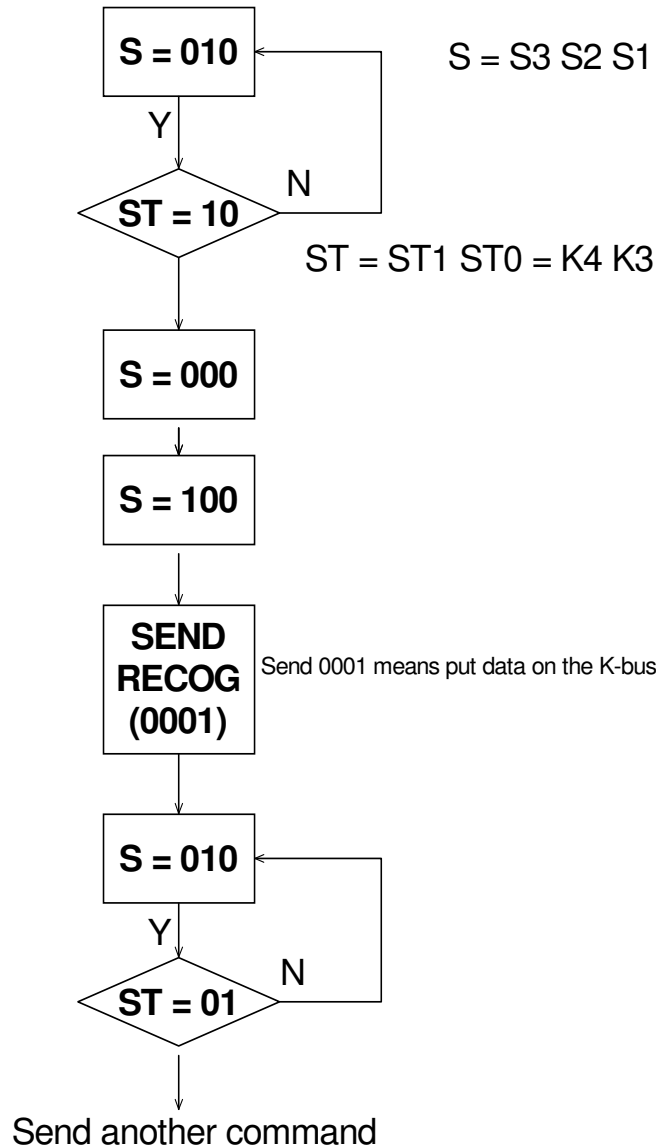 S = 010
S = S3 S2 S1
Y
N
ST = 10
ST = ST1 ST0 = K4 K3
S = 000
S = 100
SEND
RECOG
(0001)
Send 0001 means put data on the K-bus
S = 010
Y
N
ST = 01
Send another command